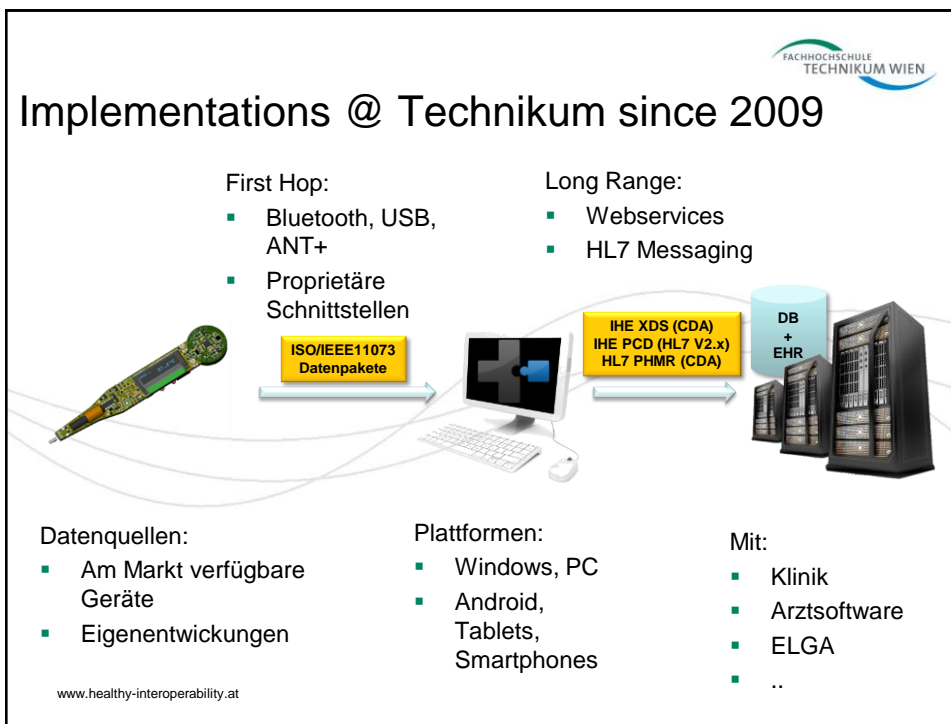 FACHHOCHSCHULE
TECHNIKUM WIEN
Implementations @ Technikum since 2009
First Hop:
Bluetooth, USB,
ANT+
Proprietäre
Schnittstellen
Long Range:
Webservices
HL7 Messaging
ISO/IEEE11073
Datenpakete
IHE XDS (CDA)
IHE PCD (HL7 V2.x)
HL7 PHMR (CDA)
DB
+
EHR
Datenquellen:
Am Markt verfügbare
Geräte
Eigenentwickungen
Plattformen:
Windows, PC
Android,
Tablets,
Smartphones
Mit:
Klinik
Arztsoftware
ELGA
..
www.healthy-interoperability.at